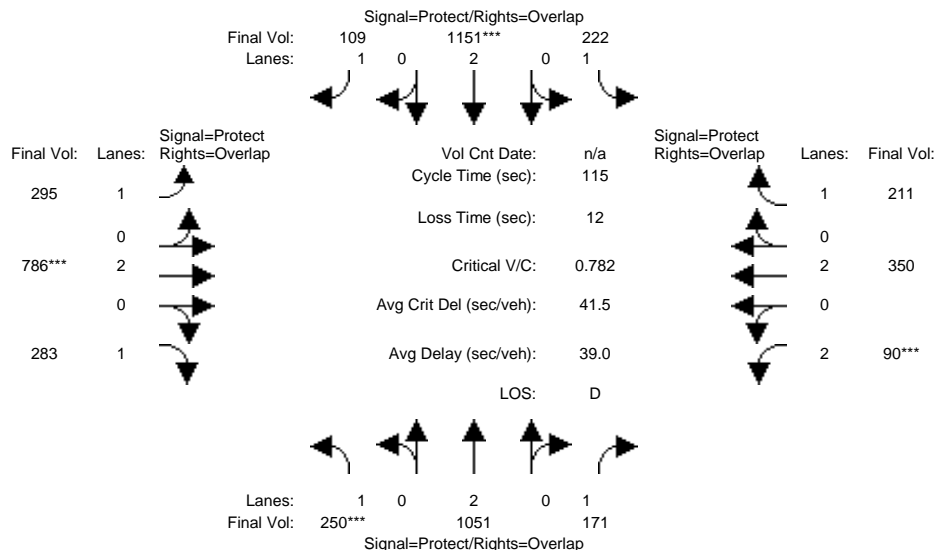 Signal=Protect/Rights=Overlap
Final Vol: 109 1151*** 222
Lanes: 1 0 2 0 1
Signal=Protect
Final Vol: Lanes: Rights=Overlap
Vol Cnt Date: n/a
Signal=Protect
Rights=Overlap Lanes: Final Vol:
Cycle Time (sec): 115
295 1
1 211
Loss Time (sec): 12
0
0
786*** 2
Critical V/C: 0.782
2 350
0
Avg Crit Del (sec/veh): 41.5
0
283 1
Avg Delay (sec/veh): 39.0
2 90***
LOS: D
Lanes: 1 0 2 0 1
Final Vol: 250*** 1051 171
Signal=Protect/Rights=Overlap